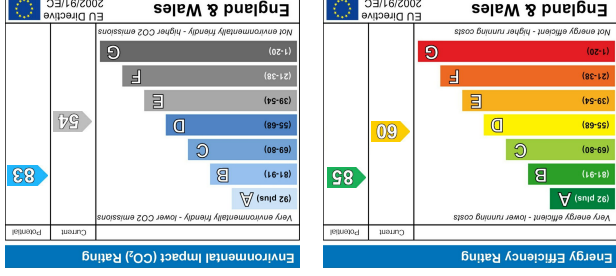 Energy Efficiency Rating
Current Potential
Very energy efficient - lower running costs
(92 plus) A
(81-91) B
85
(69-80) C
60
(55-68) D
(39-54) E
(21-38) F
(1-20) G
Not energy efficient - higher running costs
England & Wales
EU Directive
2002/91/EC
Environmental Impact (CO₂) Rating
Current Potential
Very environmentally friendly - lower CO2 emissions
(92 plus) A
(81-91) B
83
(69-80) C
(55-68) D
54
(39-54) E
(21-38) F
(1-20) G
Not environmentally friendly - higher CO2 emissions
England & Wales
EU Directive
2002/91/EC